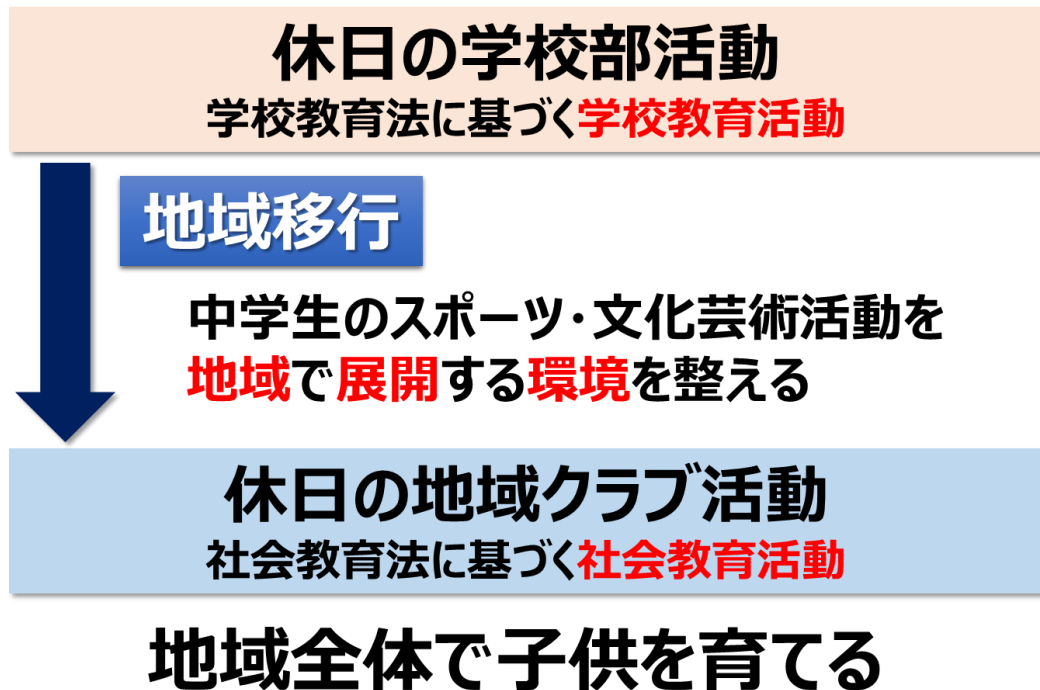 休日の学校部活動
学校教育法に基づく学校教育活動
地域移行
中学生のスポーツ・文化芸術活動を
地域で展開する環境を整える
休日の地域クラブ活動
社会教育法に基づく社会教育活動
地域全体で子供を育てる